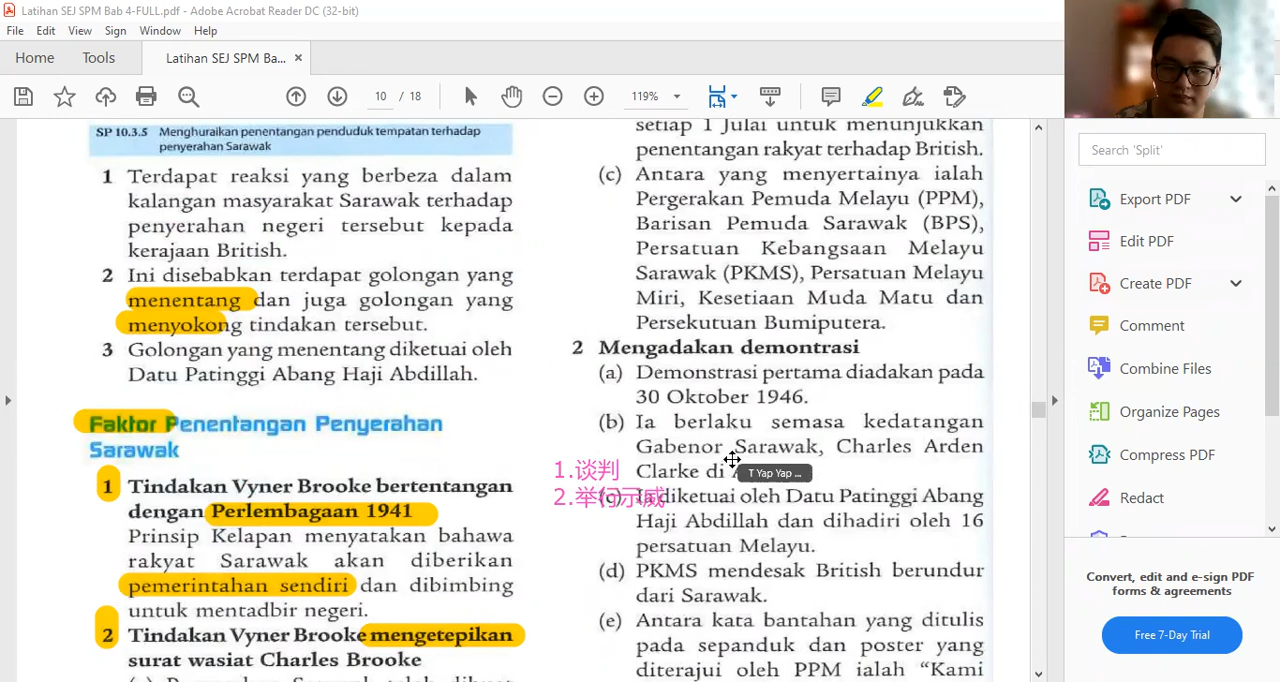 Latihan SEJ SPM Bab 4-FULL.pdf - Adobe Acrobat Reader DC (32-bit)
File Edit View Sign Window Help
Home Tools Latihan SEJ SPM Ba... ×
10 / 18 119%
SP 10.3.5 Menghuraikan penentangan penduduk tempatan terhadap
penyerahan Sarawak
1 Terdapat reaksi yang berbeza dalam
kalangan masyarakat Sarawak terhadap
penyerahan negeri tersebut kepada
kerajaan British.
2 Ini disebabkan terdapat golongan yang
menentang dan juga golongan yang
menyokong tindakan tersebut.
3 Golongan yang menentang diketuai oleh
Datu Patinggi Abang Haji Abdillah.
Faktor Penentangan Penyerahan
Sarawak
1 Tindakan Vyner Brooke bertentangan
dengan Perlembagaan 1941
Prinsip Kelapan menyatakan bahawa
rakyat Sarawak akan diberikan
pemerintahan sendiri dan dibimbing
untuk mentadbir negeri.
2 Tindakan Vyner Brooke mengetepikan
surat wasiat Charles Brooke
setiap 1 Julai untuk menunjukkan
penentangan rakyat terhadap British.
(c) Antara yang menyertainya ialah
Pergerakan Pemuda Melayu (PPM),
Barisan Pemuda Sarawak (BPS),
Persatuan Kebangsaan Melayu
Sarawak (PKMS), Persatuan Melayu
Miri, Kesetiaan Muda Matu dan
Persekutuan Bumiputera.
2 Mengadakan demontrasi
(a) Demonstrasi pertama diadakan pada
30 Oktober 1946.
(b) Ia berlaku semasa kedatangan
Gabenor Sarawak, Charles Arden
Clarke di
T Yap Yap ...
1.谈判
2.举行示威
(c) Ia diketuai oleh Datu Patinggi Abang
Haji Abdillah dan dihadiri oleh 16
persatuan Melayu.
(d) PKMS mendesak British berundur
dari Sarawak.
(e) Antara kata bantahan yang ditulis
pada sepanduk dan poster yang
diterajui oleh PPM ialah “Kami
Search 'Split'
Export PDF
Edit PDF
Create PDF
Comment
Combine Files
Organize Pages
Compress PDF
Redact
Convert, edit and e-sign PDF
forms & agreements
Free 7-Day Trial